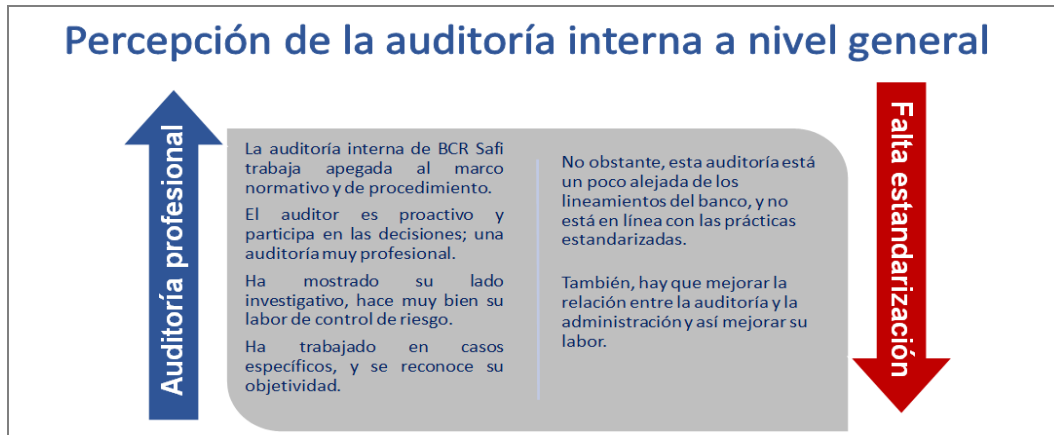 Percepción de la auditoría interna a nivel general
Auditoría profesional
La auditoría interna de BCR Safi
trabaja apegada al marco
normativo y de procedimiento.
El auditor es proactivo y
participa en las decisiones; una
auditoría muy profesional.
Ha mostrado su lado
investigativo, hace muy bien su
labor de control de riesgo.
Ha trabajado en casos
específicos, y se reconoce su
objetividad.
No obstante, esta auditoría está
un poco alejada de los
lineamientos del banco, y no
está en línea con las prácticas
estandarizadas.
También, hay que mejorar la
relación entre la auditoría y la
administración y así mejorar su
labor.
Falta estandarización